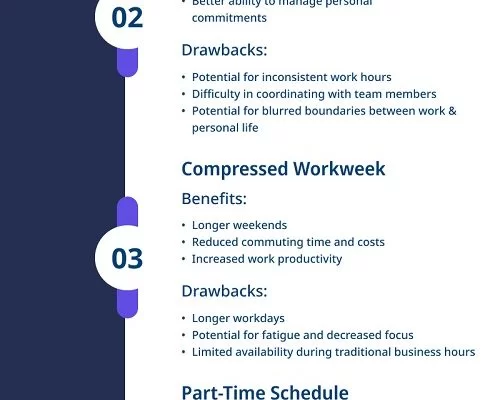 • Better ability to manage personal
commitments
02
Drawbacks:
• Potential for inconsistent work hours
• Difficulty in coordinating with team members
• Potential for blurred boundaries between work &
personal life
Compressed Workweek
Benefits:
• Longer weekends
• Reduced commuting time and costs
• Increased work productivity
03
Drawbacks:
• Longer workdays
• Potential for fatigue and decreased focus
• Limited availability during traditional business hours
Part-Time Schedule